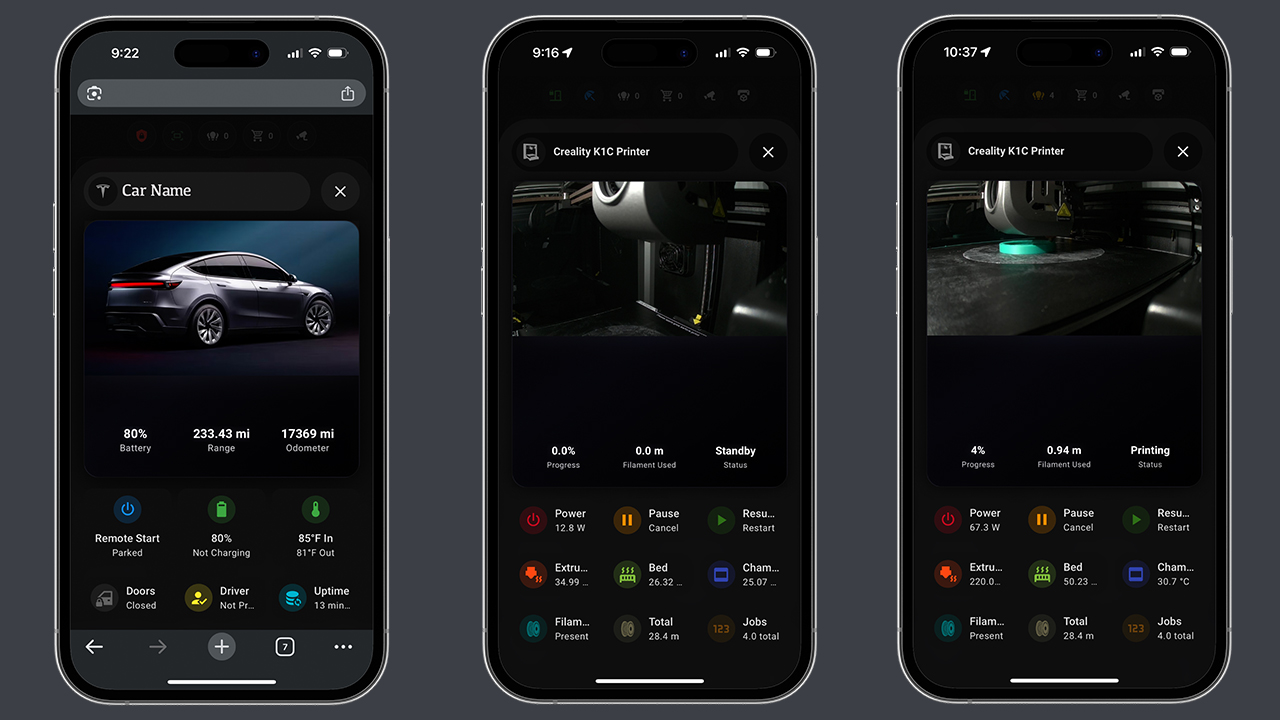 9:22
0
0
Car Name
80%
Battery
233.43 mi
Range
17369 mi
Odometer
Remote Start
Parked
80%
Not Charging
85°F In
81°F Out
Doors
Closed
Driver
Not Pr...
Uptime
13 min...
7
9:16
0
0
Creality K1C Printer
0.0%
Progress
0.0 m
Filament Used
Standby
Status
Power
12.8 W
Pause
Cancel
Resu...
Restart
Extru...
34.99 ...
Bed
26.32 ...
Cham...
25.07 ...
Filam...
Present
Total
28.4 m
123
Jobs
4.0 total
10:37
4
0
Creality K1C Printer
4%
Progress
0.94 m
Filament Used
Printing
Status
Power
67.3 W
Pause
Cancel
Resu...
Restart
Extru...
220.0...
Bed
50.23 ...
Cham...
30.7 °C
Filam...
Present
Total
28.4 m
123
Jobs
4.0 total